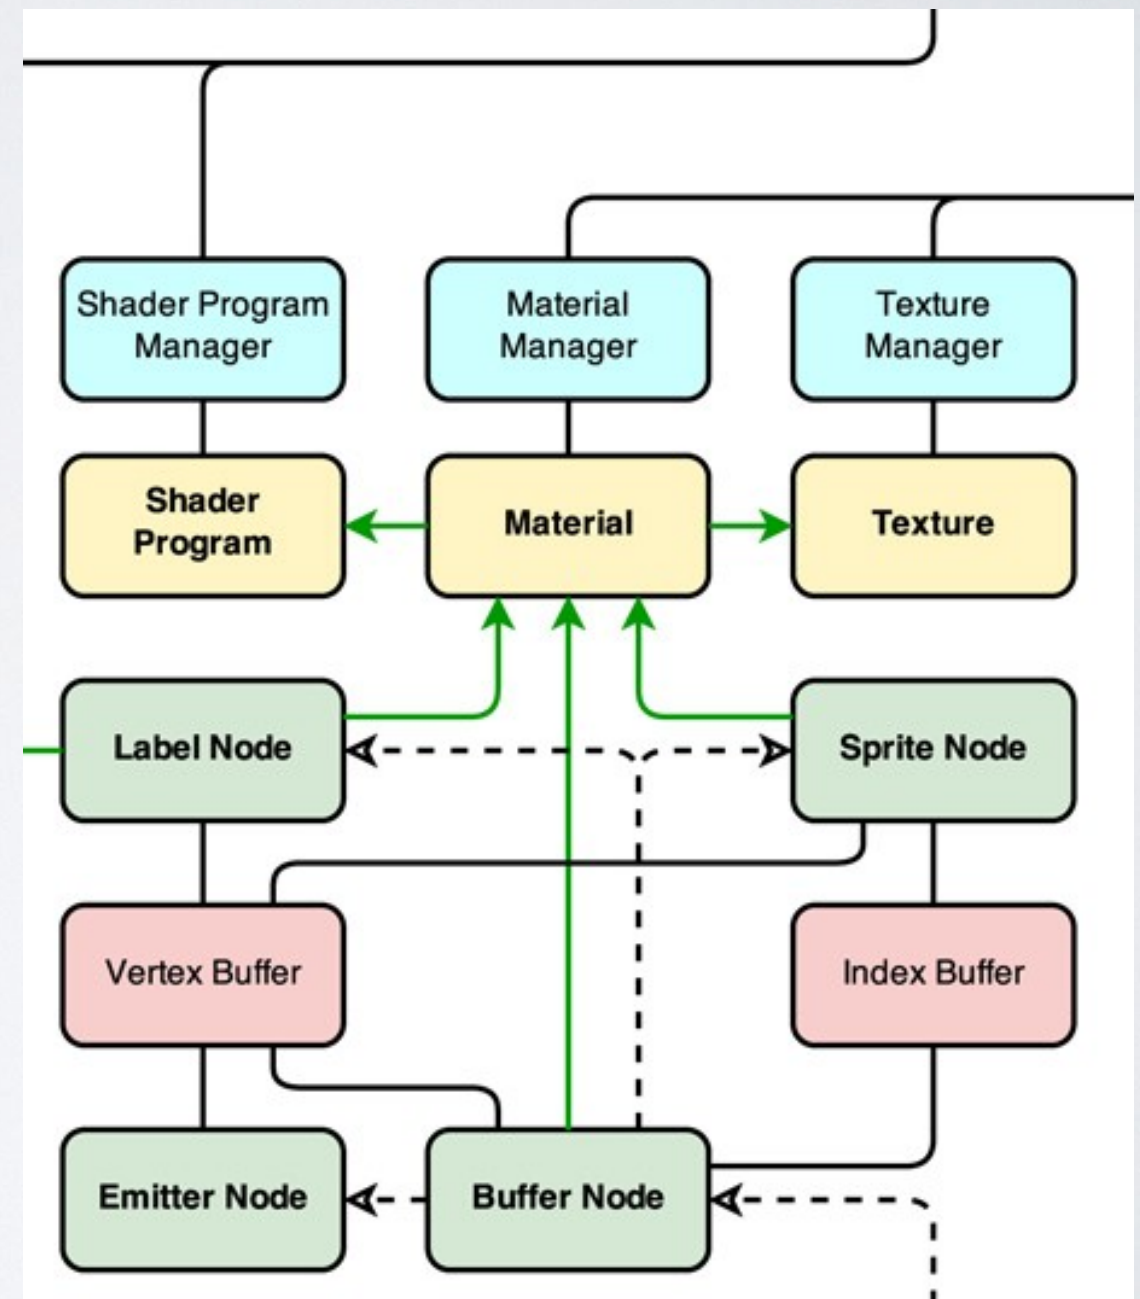 Shader Program
Manager
Material
Manager
Texture
Manager
Shader
Program
Material
Texture
Label Node
Sprite Node
Vertex Buffer
Index Buffer
Emitter Node
Buffer Node